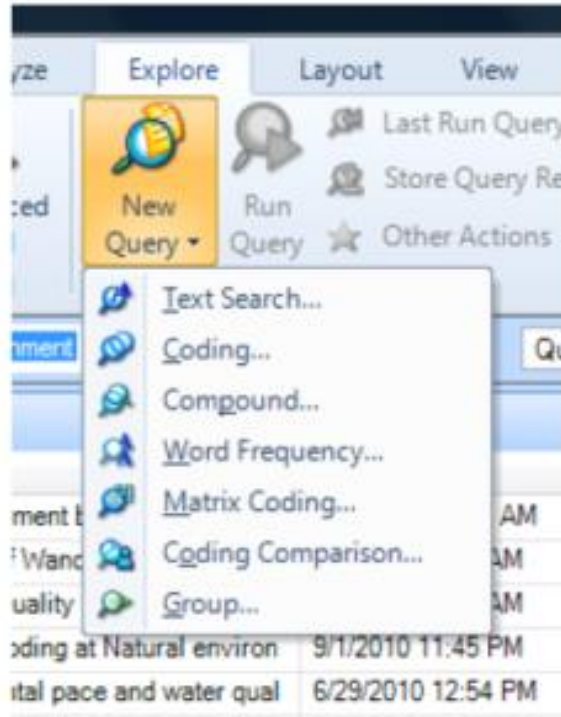 yze Explore Layout View
Last Run Query
Store Query Re
Other Actions
ced
New Query
Run Query
Text Search...
nment
Coding...
Qu
Compound...
Word Frequency...
ment b
Matrix Coding...
AM
f Wand
Coding Comparison...
AM
uality
Group...
AM
oding at Natural environ 9/1/2010 11:45 PM
ntal pace and water qual 6/29/2010 12:54 PM